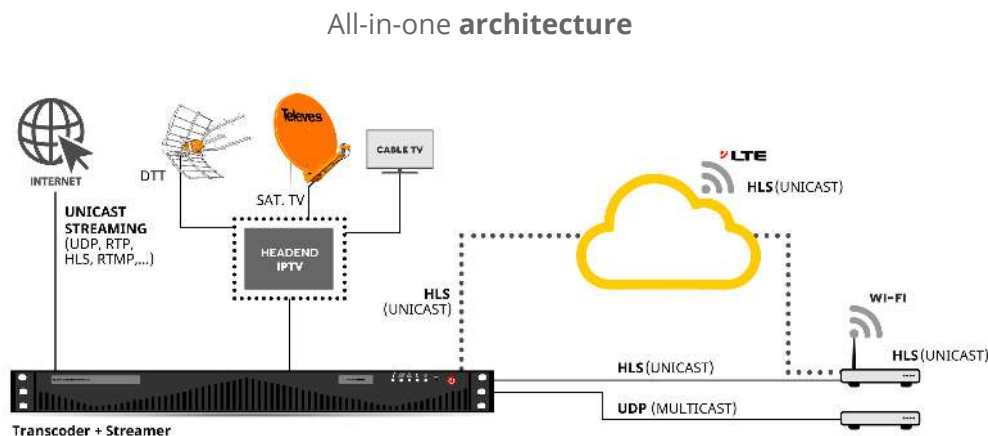 All-in-one architecture
Televes
CABLE TV
LTE
INTERNET
DTT
SAT. TV
HLS (UNICAST)
UNICAST
STREAMING
(UDP, RTP,
HLS, RTMP,...)
HEADEND
IPTV
HLS
(UNICAST)
WI-FI
HLS (UNICAST)
HLS (UNICAST)
UDP (MULTICAST)
Transcoder + Streamer